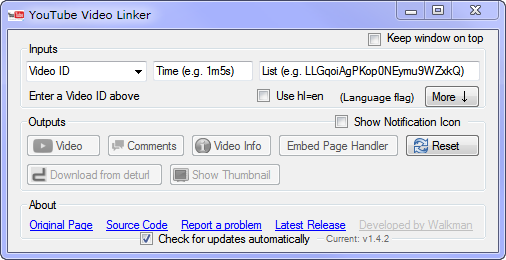 YouTube Video Linker
Keep window on top
Inputs
Video ID Time (e.g. 1m5s) List (e.g. LLGqoiAgPKop0NEymu9WZxkQ)
Enter a Video ID above Use hl=en (Language flag) More ↓
Outputs Show Notification Icon
Video Comments Video Info Embed Page Handler Reset
Download from deturl Show Thumbnail
About
Original Page Source Code Report a problem Latest Release Developed by Walkman
Check for updates automatically Current: v1.4.2